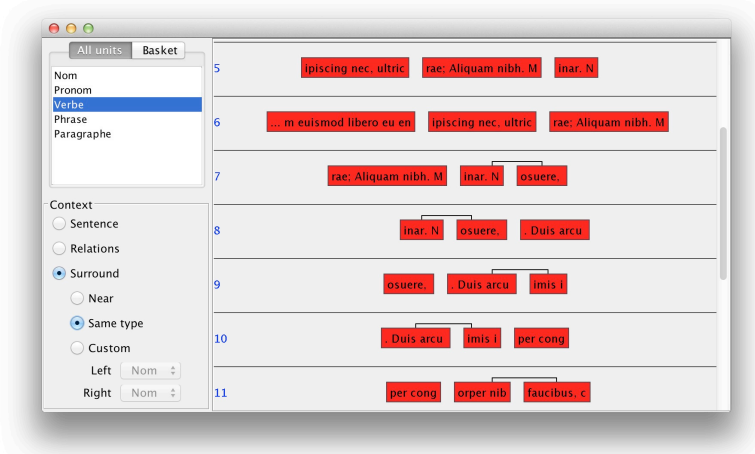 All units Basket
Nom
Pronom
Verbe
Phrase
Paragraphe
Context
Sentence
Relations
Surround
Near
Same type
Custom
Left Nom
Right Nom
5 ipiscing nec, ultric rae; Aliquam nibh. M inar. N
6 ... m euismod libero eu en ipiscing nec, ultric rae; Aliquam nibh. M
7 rae; Aliquam nibh. M inar. N osuere,
8 inar. N osuere, . Duis arcu
9 osuere, . Duis arcu imis i
10 . Duis arcu imis i per cong
11 per cong orper nib faucibus, c